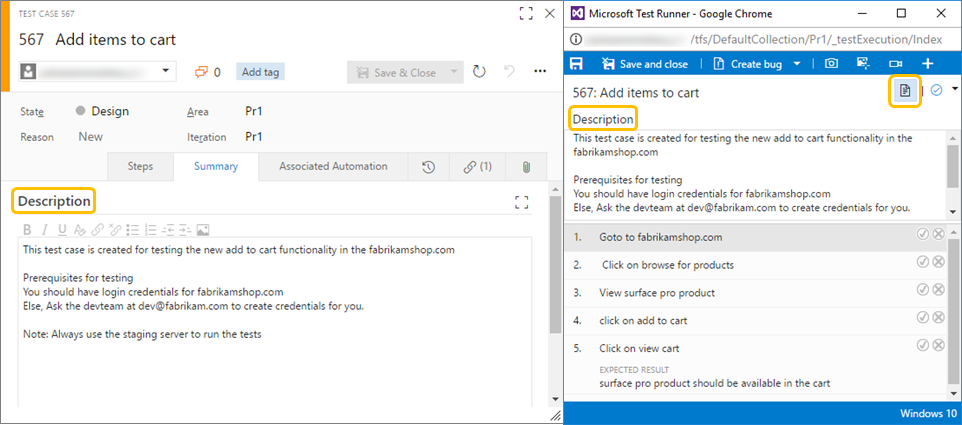 TEST CASE 567
567 Add items to cart
0 Add tag Save & Close
State Design Area Pr1
Reason New Iteration Pr1
Steps Summary Associated Automation (1)
Description
B I U
This test case is created for testing the new add to cart functionality in the fabrikamshop.com
Prerequisites for testing
You should have login credentials for fabrikamshop.com
Else, Ask the devteam at dev@fabrikam.com to create credentials for you.
Note: Always use the staging server to run the tests
Microsoft Test Runner - Google Chrome
/tfs/DefaultCollection/Pr1/_testExecution/Index
Save and close Create bug
567: Add items to cart
Description
This test case is created for testing the new add to cart functionality in the
fabrikamshop.com
Prerequisites for testing
You should have login credentials for fabrikamshop.com
Else, Ask the devteam at dev@fabrikam.com to create credentials for you.
1. Goto to fabrikamshop.com
2. Click on browse for products
3. View surface pro product
4. click on add to cart
5. Click on view cart
EXPECTED RESULT
surface pro product should be available in the cart
Windows 10